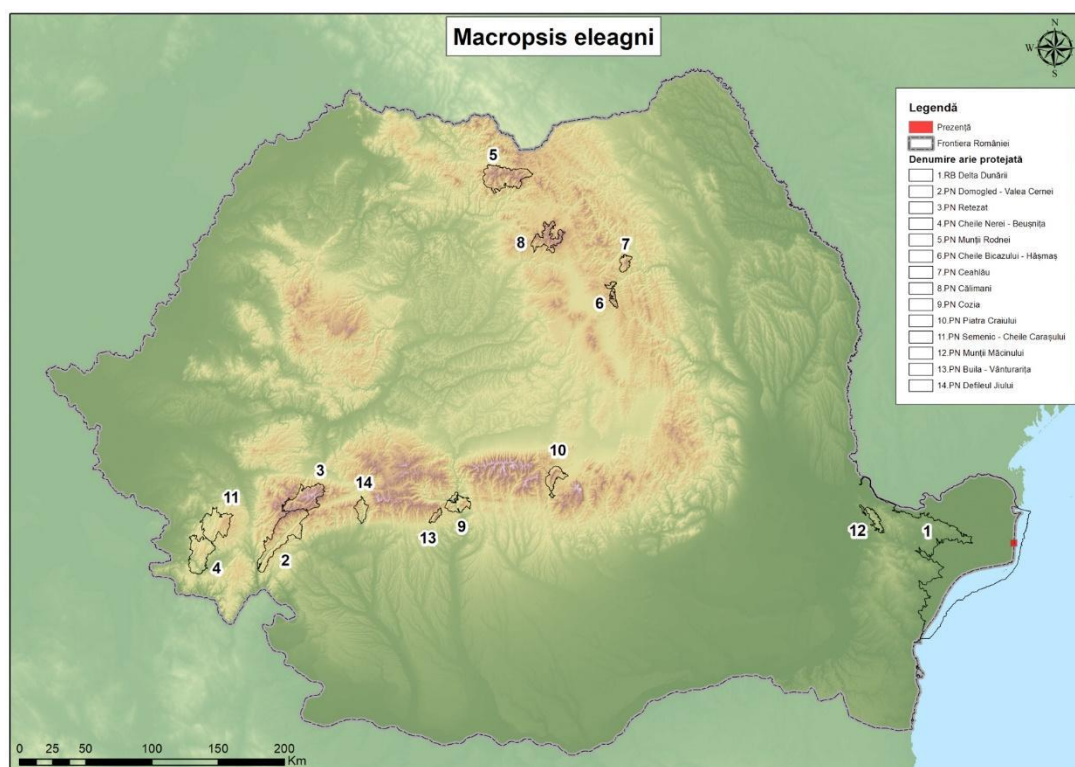 Macropsis eleagni
N
W
E
S
Legendă
Prezență
Frontiera României
Denumire arie protejată
1.RB Delta Dunării
2.PN Domogled - Valea Cernei
3.PN Retezat
4.PN Cheile Nerei - Beușnița
5.PN Munții Rodnei
6.PN Cheile Bicazului - Hășmaș
7.PN Ceahlău
8.PN Călimani
9.PN Cozia
10.PN Piatra Craiului
11.PN Semenic - Cheile Carașului
12.PN Munții Măcinului
13.PN Buila - Vânturarița
14.PN Defileul Jiului
5
8
7
6
10
3
14
11
9
13
12
1
2
4
0 25 50 100 150 200
Km